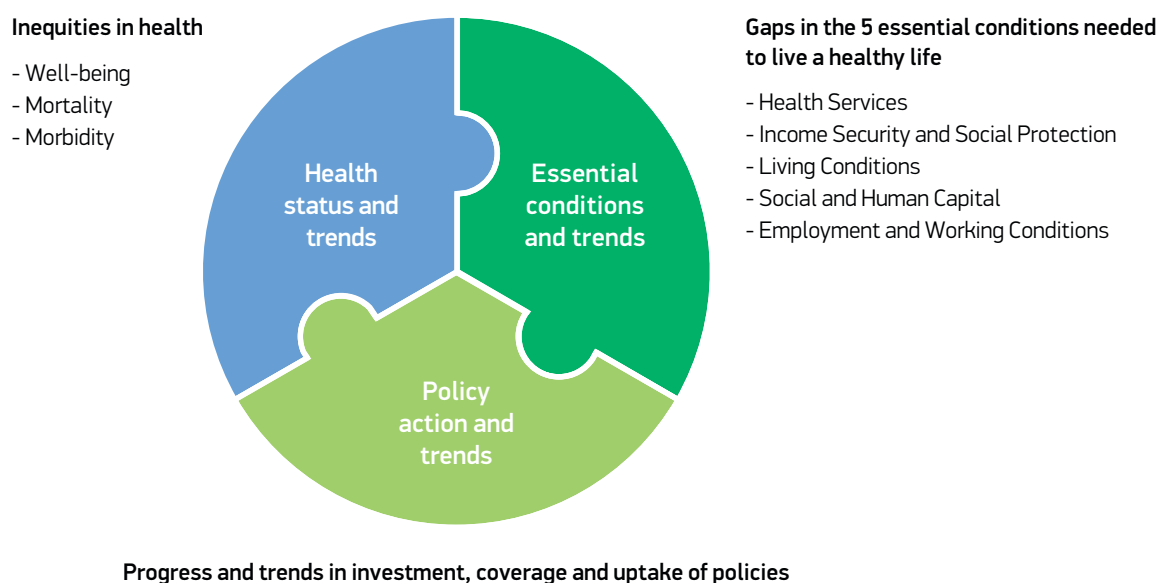 Inequities in health
- Well-being
- Mortality
- Morbidity
Health
status and
trends
Essential
conditions
and trends
Policy
action and
trends
Gaps in the 5 essential conditions needed
to live a healthy life
- Health Services
- Income Security and Social Protection
- Living Conditions
- Social and Human Capital
- Employment and Working Conditions
Progress and trends in investment, coverage and uptake of policies